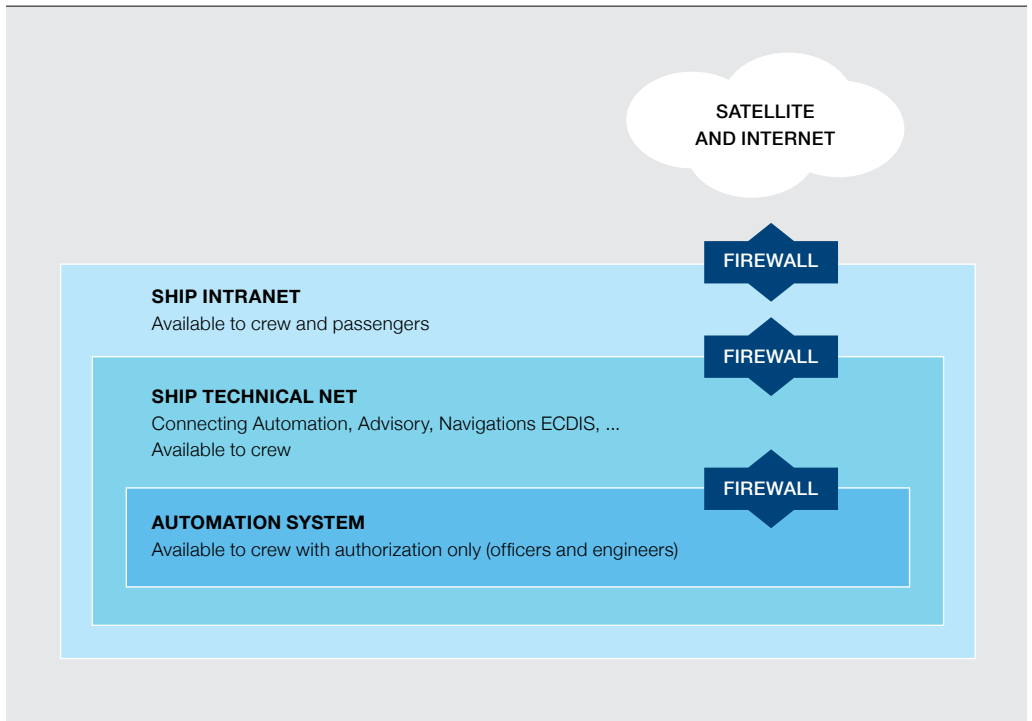 SATELLITE
AND INTERNET
FIREWALL
SHIP INTRANET
Available to crew and passengers
FIREWALL
SHIP TECHNICAL NET
Connecting Automation, Advisory, Navigations ECDIS, ...
Available to crew
FIREWALL
AUTOMATION SYSTEM
Available to crew with authorization only (officers and engineers)